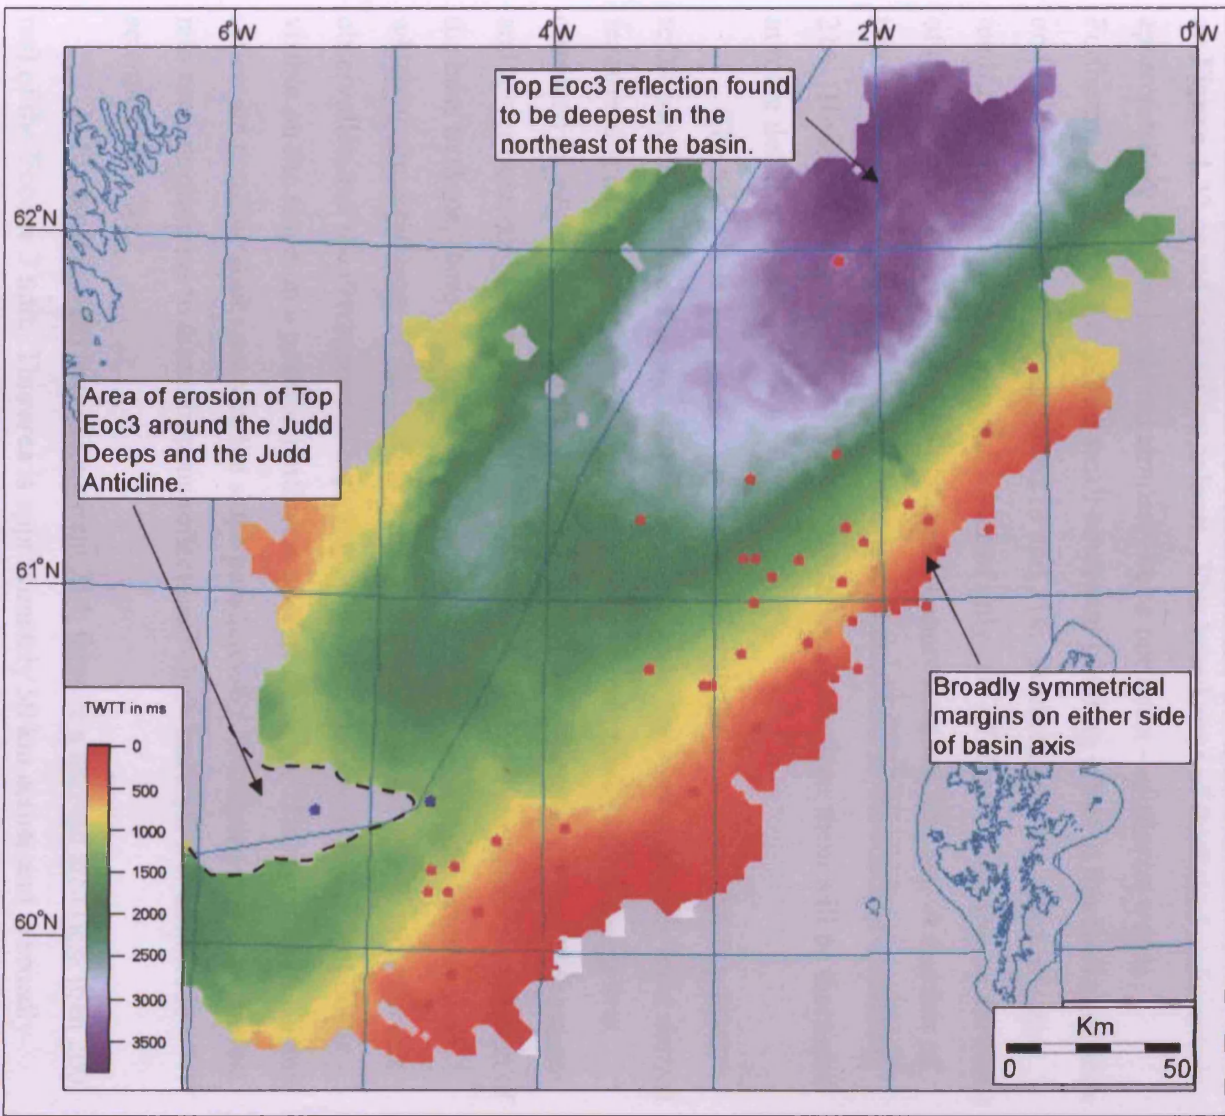 6°W 4°W 2°W 0°W
Top Eoc3 reflection found
to be deepest in the
northeast of the basin.
62°N
Area of erosion of Top
Eoc3 around the Judd
Deeps and the Judd
Anticline.
61°N
Broadly symmetrical
margins on either side
of basin axis
TWTT in ms
0
500
1000
1500
2000
2500
3000
3500
60°N
Km
0 50